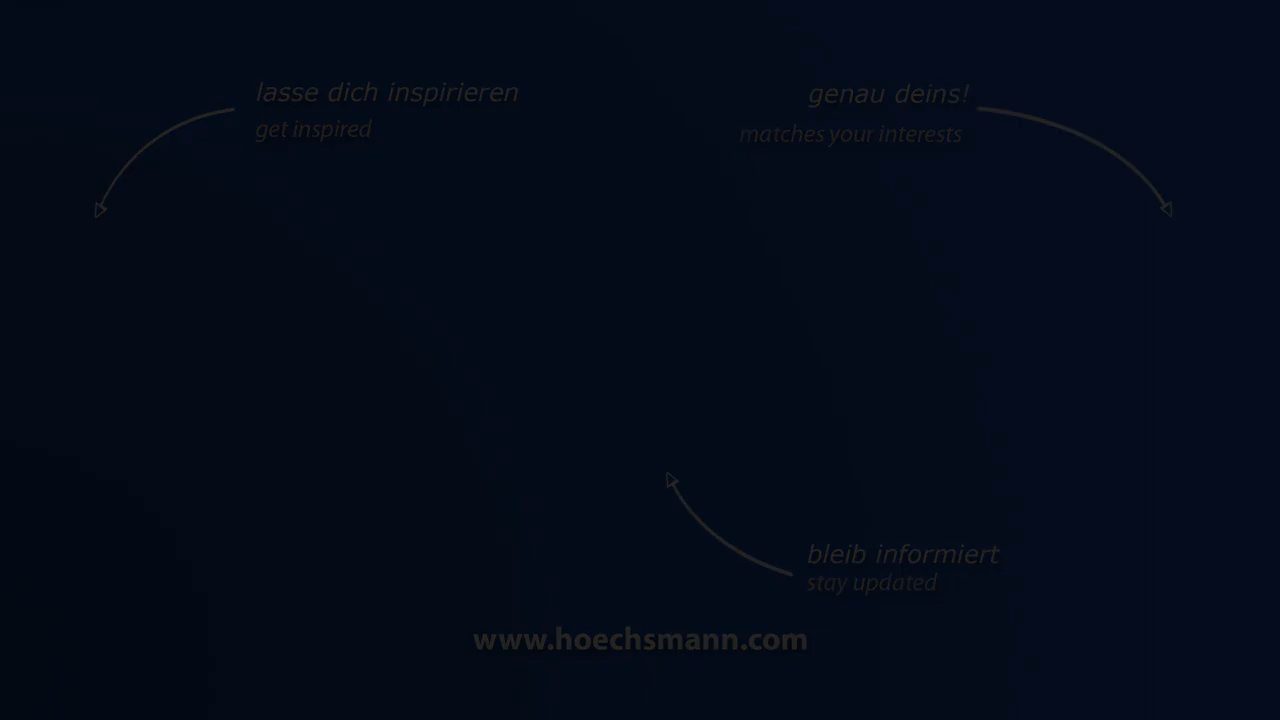 lasse dich inspirieren
get inspired
genau deins!
matches your interests
bleib informiert
stay updated
www.hoechsmann.com